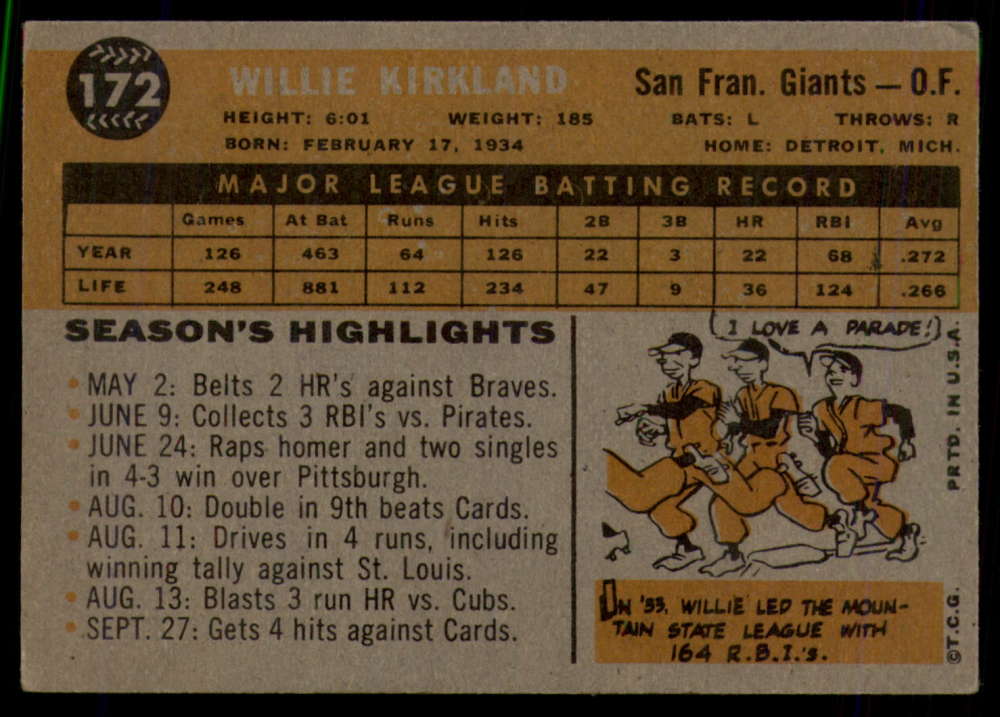 172
WILLIE KIRKLAND
San Fran. Giants — O.F.
HEIGHT: 6:01 WEIGHT: 185 BATS: L THROWS: R
BORN: FEBRUARY 17, 1934 HOME: DETROIT, MICH.
MAJOR LEAGUE BATTING RECORD
Games At Bat Runs Hits 2B 3B HR RBI Avg
YEAR 126 463 64 126 22 3 22 68 .272
LIFE 248 881 112 234 47 9 36 124 .266
SEASON'S HIGHLIGHTS
• MAY 2: Belts 2 HR's against Braves.
• JUNE 9: Collects 3 RBI's vs. Pirates.
• JUNE 24: Raps homer and two singles
in 4-3 win over Pittsburgh.
• AUG. 10: Double in 9th beats Cards.
• AUG. 11: Drives in 4 runs, including
winning tally against St. Louis.
• AUG. 13: Blasts 3 run HR vs. Cubs.
• SEPT. 27: Gets 4 hits against Cards.
I LOVE A PARADE!
IN '53, WILLIE LED THE MOUN-
TAIN STATE LEAGUE WITH
164 R.B.I.'s.
©T.C.G. PRTD. IN U.S.A.